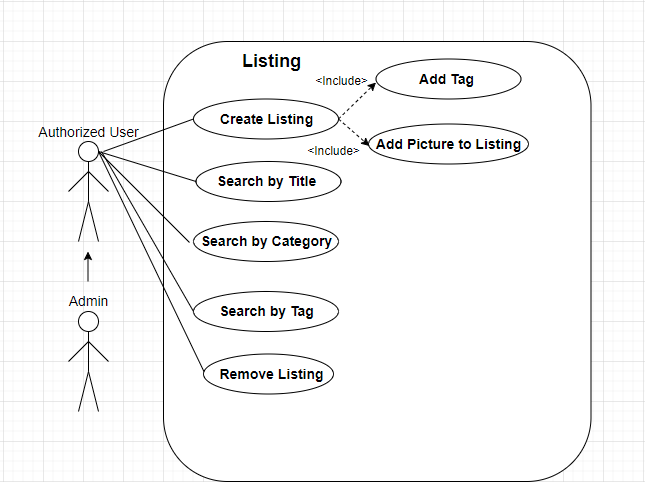 Listing
<Include>
Add Tag
Create Listing
Authorized User
<Include>
Add Picture to Listing
Search by Title
Search by Category
Admin
Search by Tag
Remove Listing